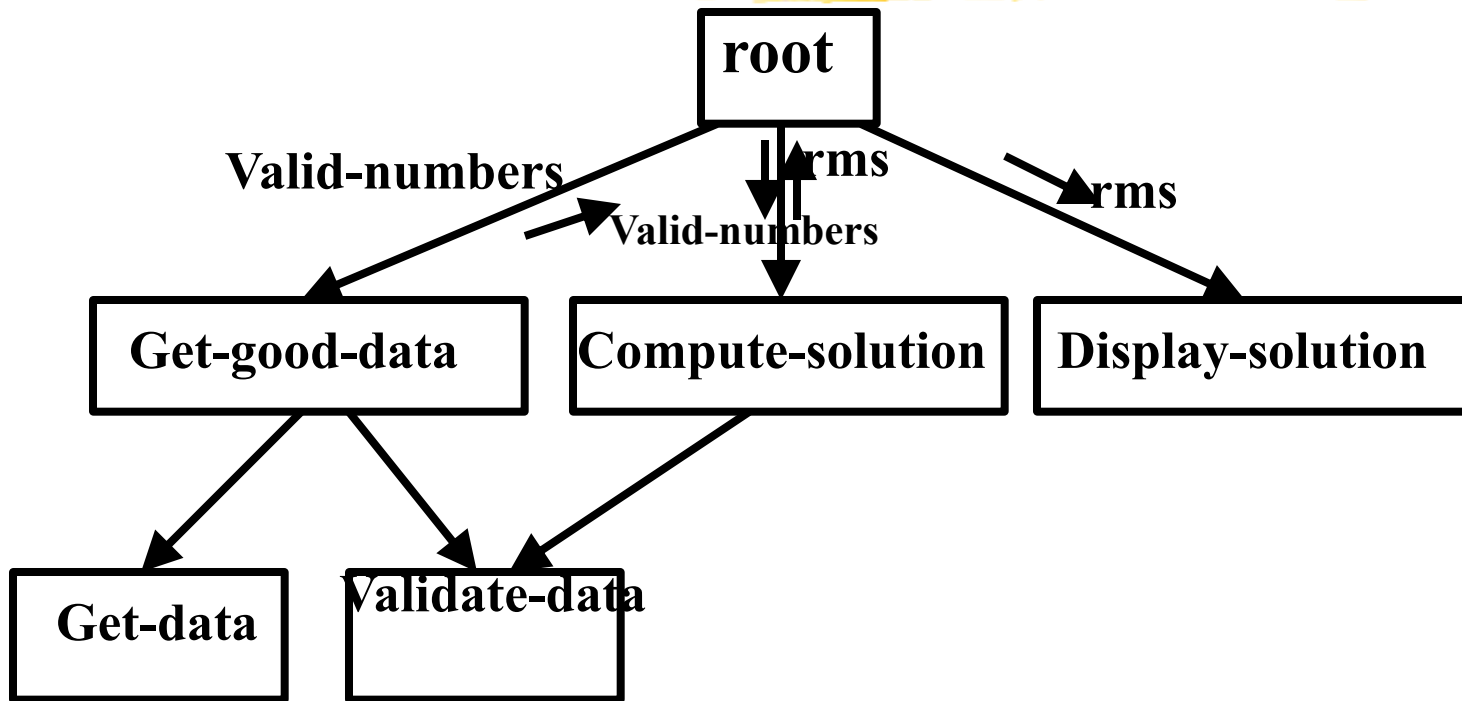 root
Valid-numbers
rms
rms
Valid-numbers
Get-good-data
Compute-solution
Display-solution
Get-data
Validate-data